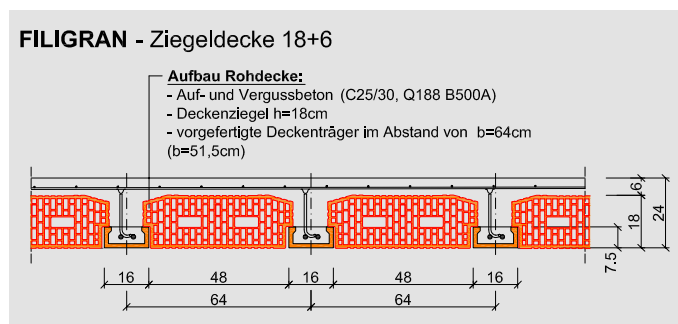 FILIGRAN - Ziegeldecke 18+6
Aufbau Rohdecke:
- Auf- und Vergussbeton (C25/30, Q188 B500A)
- Deckenziegel h=18cm
- vorgefertigte Deckenträger im Abstand von b=64cm
(b=51,5cm)
6
18
24
7.5
16 48 16 48 16
64 64